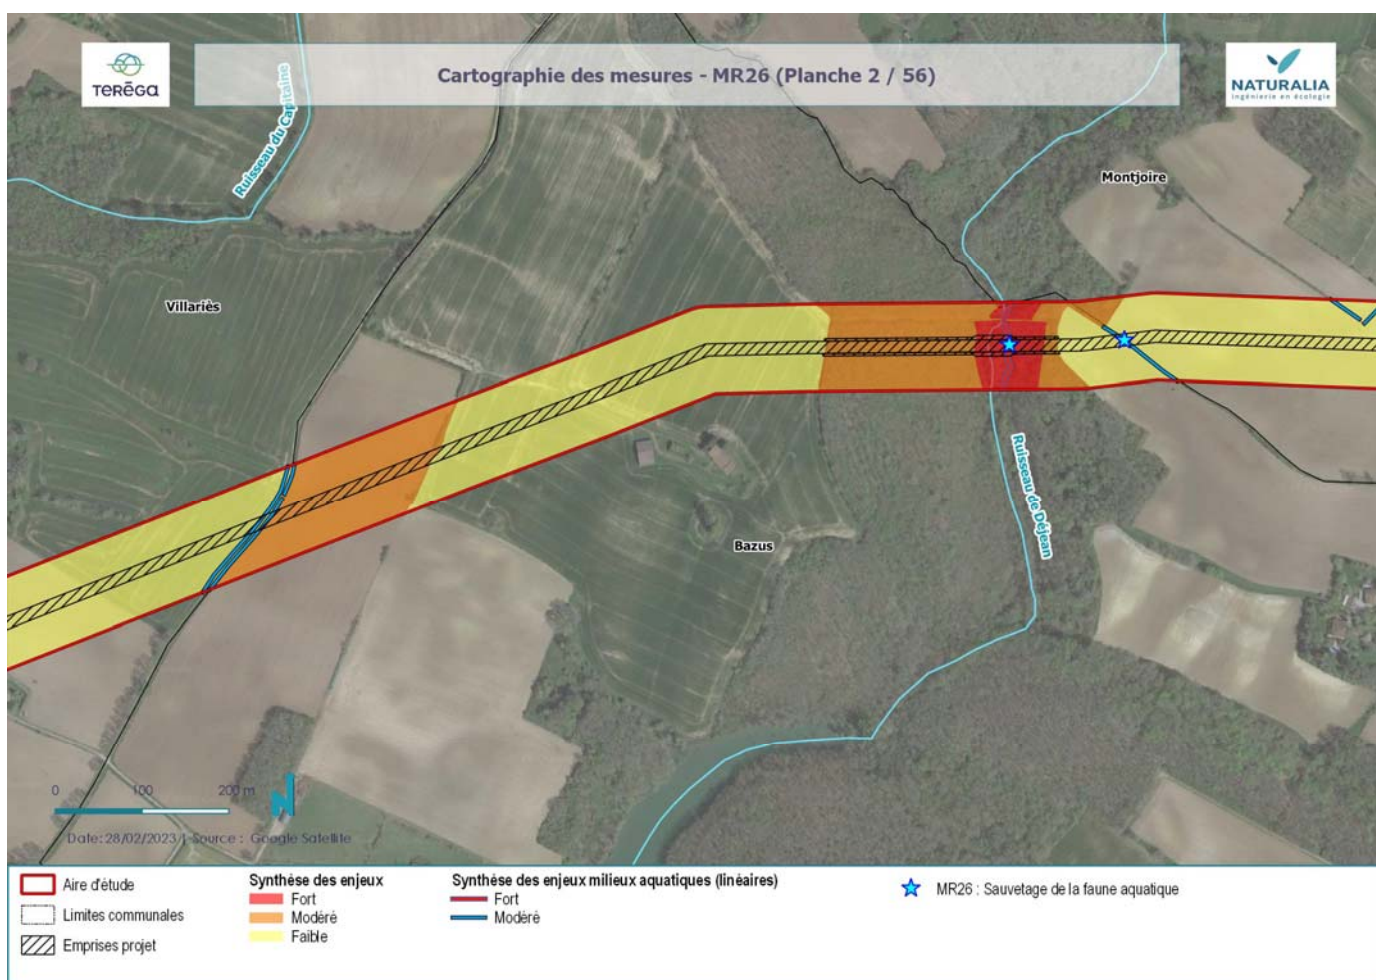 TERĒGA
Cartographie des mesures - MR26 (Planche 2 / 56)
NATURALIA
Ingénierie en écologie
Ruisseau du Capitaine
Montjoire
Villariès
Ruisseau de Déjean
Bazus
0 100 200 m
N
Date: 28/02/2023 | Source : Google Satellite
Aire d'étude
Limites communales
Emprises projet
Synthèse des enjeux
Fort
Modéré
Faible
Synthèse des enjeux milieux aquatiques (linéaires)
Fort
Modéré
MR26 : Sauvetage de la faune aquatique